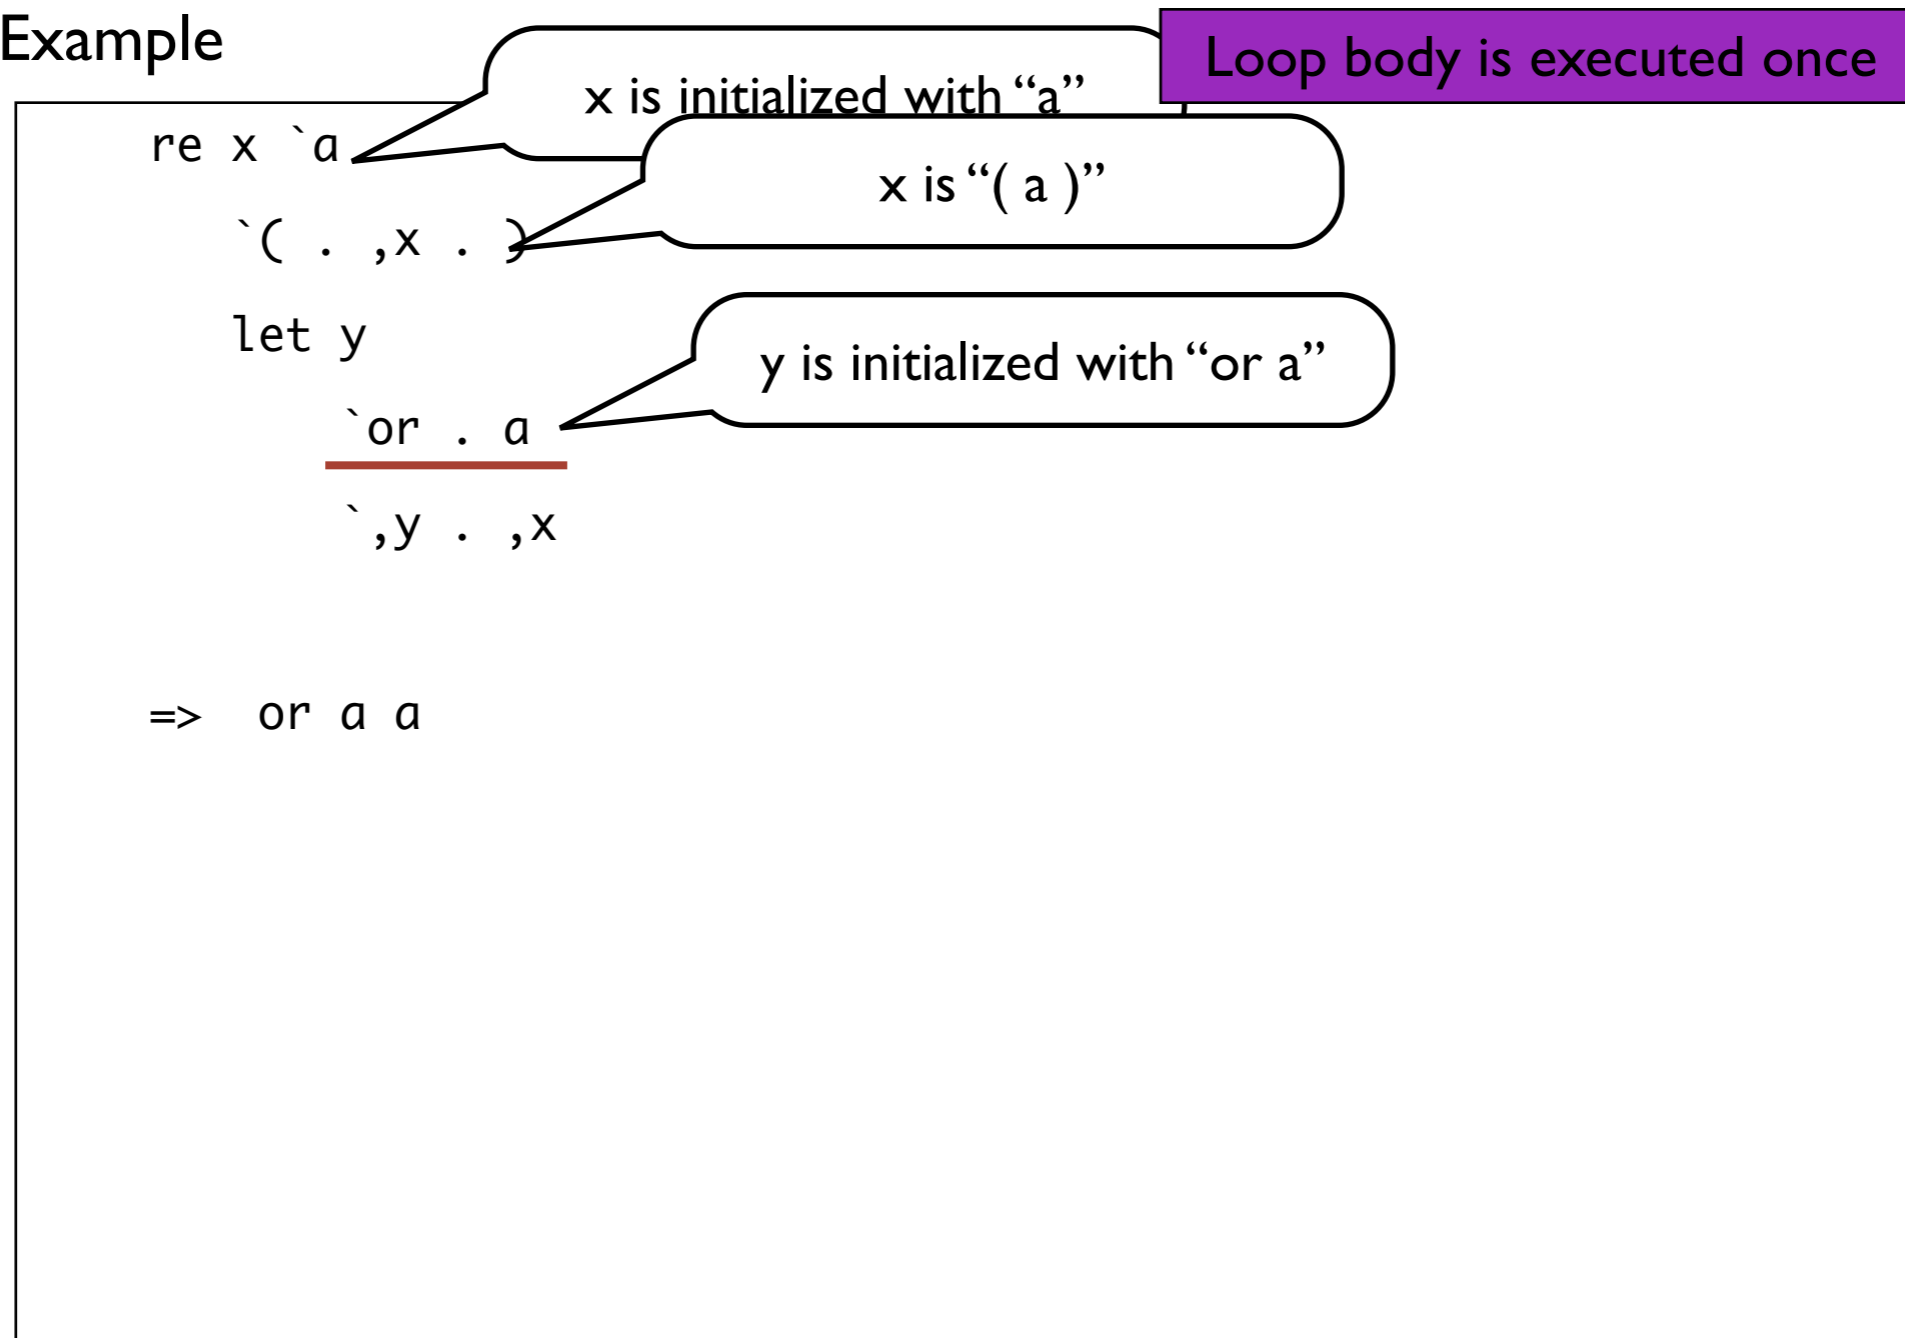 Example
Loop body is executed once
x is initialized with “a”
re x `a
x is “( a )”
`( . ,x . )
let y
y is initialized with “or a”
`or . a
`,y . ,x
=> or a a